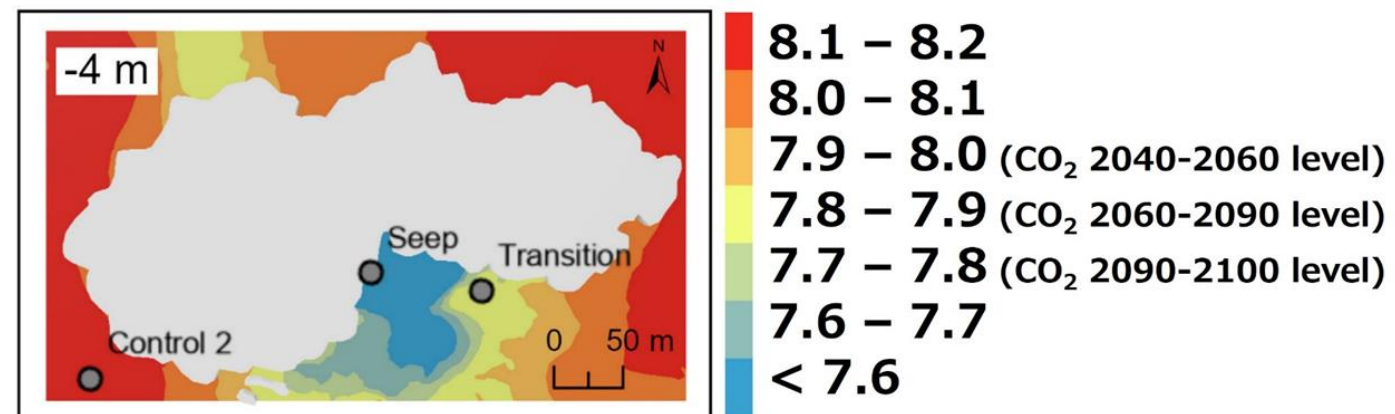 -4 m
N
Seep
Transition
Control 2
0 50 m
8.1 – 8.2
8.0 – 8.1
7.9 – 8.0 (CO₂ 2040-2060 level)
7.8 – 7.9 (CO₂ 2060-2090 level)
7.7 – 7.8 (CO₂ 2090-2100 level)
7.6 – 7.7
< 7.6